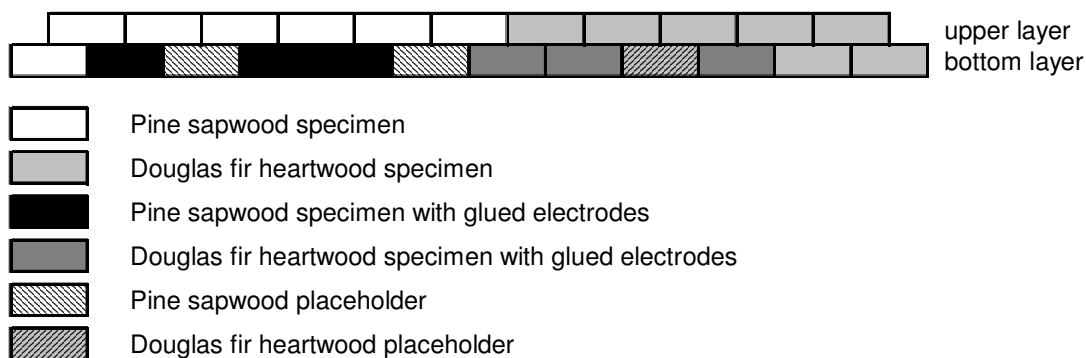 upper layer
bottom layer
Pine sapwood specimen
Douglas fir heartwood specimen
Pine sapwood specimen with glued electrodes
Douglas fir heartwood specimen with glued electrodes
Pine sapwood placeholder
Douglas fir heartwood placeholder